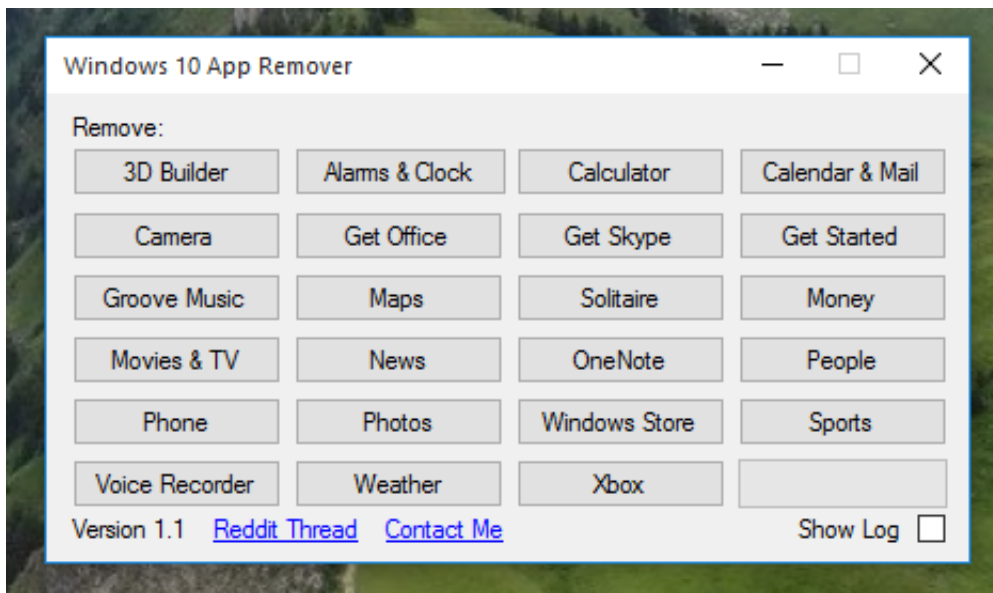 Windows 10 App Remover
Remove:
3D Builder Alarms & Clock Calculator Calendar & Mail
Camera Get Office Get Skype Get Started
Groove Music Maps Solitaire Money
Movies & TV News OneNote People
Phone Photos Windows Store Sports
Voice Recorder Weather Xbox
Version 1.1 Reddit Thread Contact Me Show Log